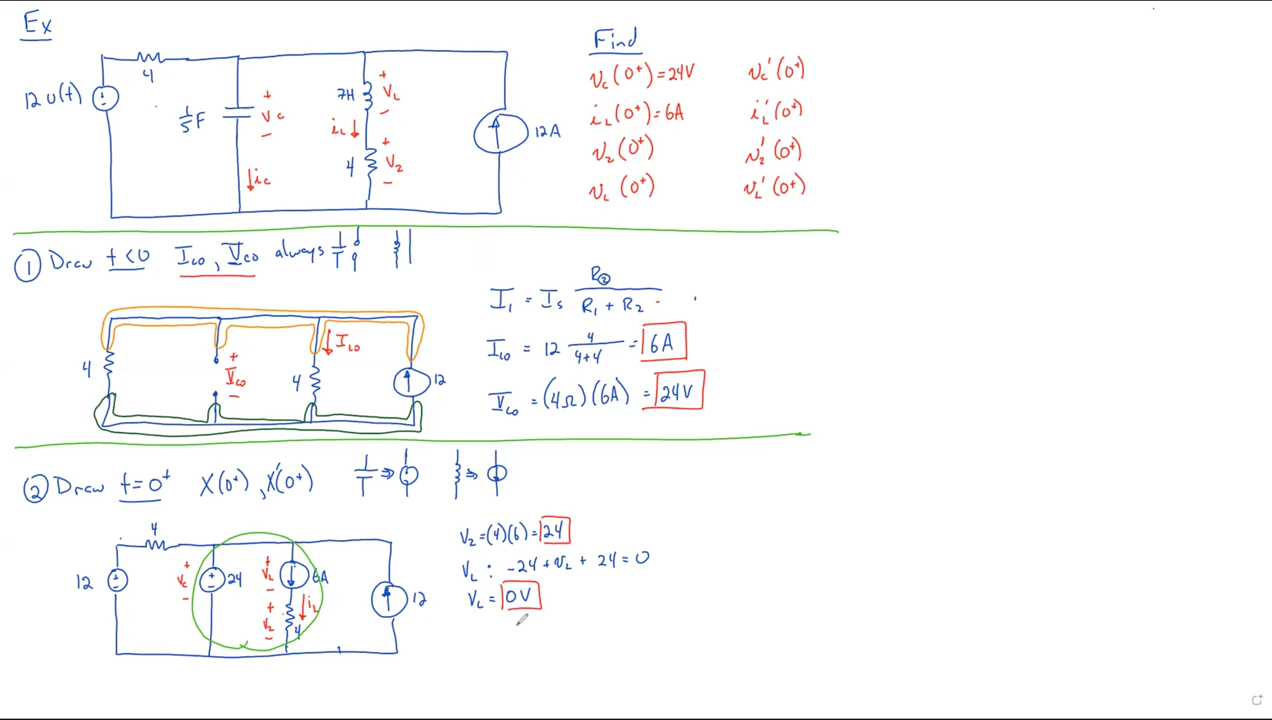 Ex
4
12 u(t)
1/5 F
+
Vc
-
ic
7H
+
VL
-
iL
4
+
V2
-
12A
Find
vc(0⁺) = 24V vc'(0⁺)
iL(0⁺) = 6A iL'(0⁺)
v2(0⁺) v2'(0⁺)
vL(0⁺) vL'(0⁺)
① Draw t<0 ILO, VCO always
4
+
VCO
-
ILO
4
12
I1 = Is R② / (R1 + R2)
ILO = 12 4/(4+4) = 6A
VCO = (4Ω)(6A) = 24V
② Draw t=0⁺ X(0⁺), X'(0⁺) ⇒ ⇒
4
12
+
Vc
-
24
+
VL
-
6A
iL
+
V2
-
4
12
V2 = (4)(6) = 24
VL : -24 + vL + 24 = 0
VL = 0V